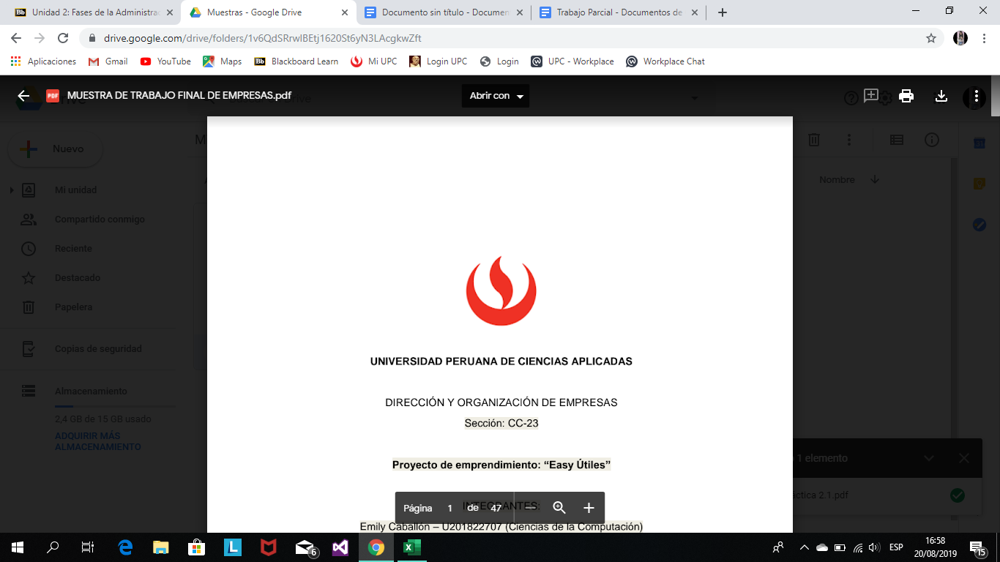 Unidad 2: Fases de la Administrac
Muestras - Google Drive
Documento sin título - Documen
Trabajo Parcial - Documentos de
drive.google.com/drive/folders/1v6QdSRrwIBEtj1620St6yN3LAcgkwZft
Aplicaciones
Gmail
YouTube
Maps
Blackboard Learn
Mi UPC
Login UPC
Login
UPC - Workplace
Workplace Chat
PDF
MUESTRA DE TRABAJO FINAL DE EMPRESAS.pdf
Abrir con
Nuevo
M
Nombre
Mi unidad
Compartido conmigo
Reciente
Destacado
Papelera
Copias de seguridad
Almacenamiento
2,4 GB de 15 GB usado
ADQUIRIR MÁS
ALMACENAMIENTO
UNIVERSIDAD PERUANA DE CIENCIAS APLICADAS
DIRECCIÓN Y ORGANIZACIÓN DE EMPRESAS
Sección: CC-23
Proyecto de emprendimiento: “Easy Útiles”
INTEGRANTES:
Página 1 de 47
Emily Caballon – U201822707 (Ciencias de la Computación)
1 elemento
áctica 2.1.pdf
6
ESP
16:58
20/08/2019
15